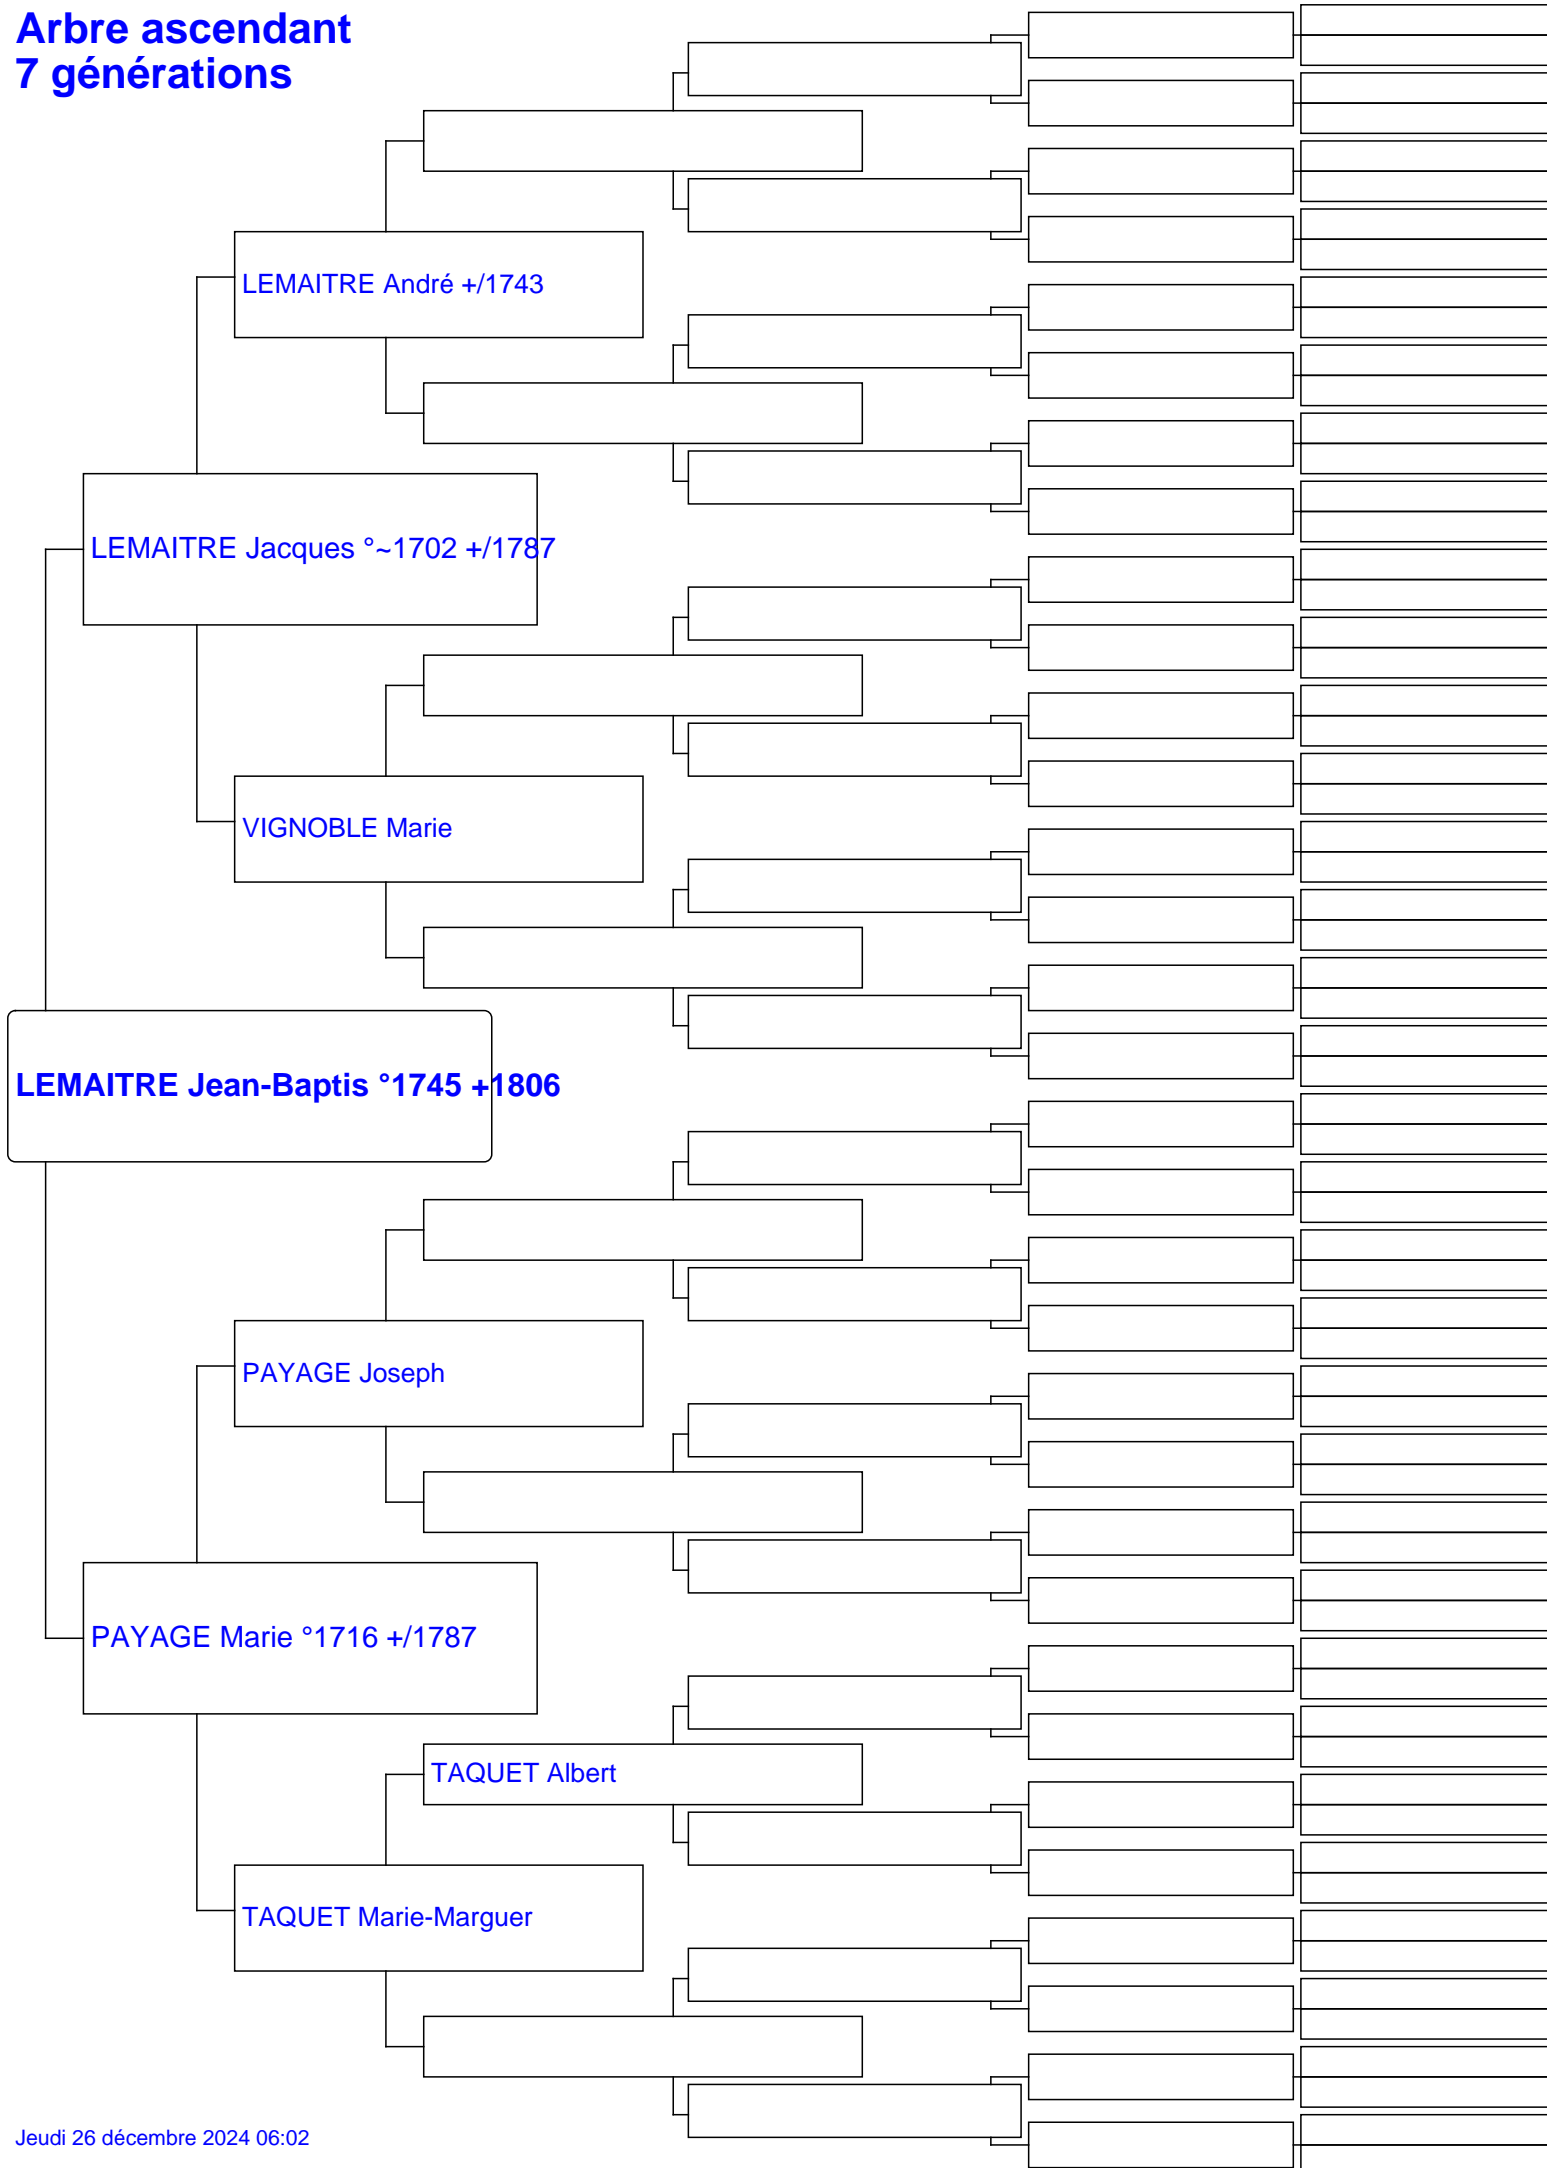 Arbre ascendant
7 générations
LEMAITRE André +/1743
LEMAITRE Jacques °~1702 +/1787
VIGNOBLE Marie
LEMAITRE Jean-Baptis °1745 +1806
PAYAGE Joseph
PAYAGE Marie °1716 +/1787
TAQUET Albert
TAQUET Marie-Marguer
Jeudi 26 décembre 2024 06:02